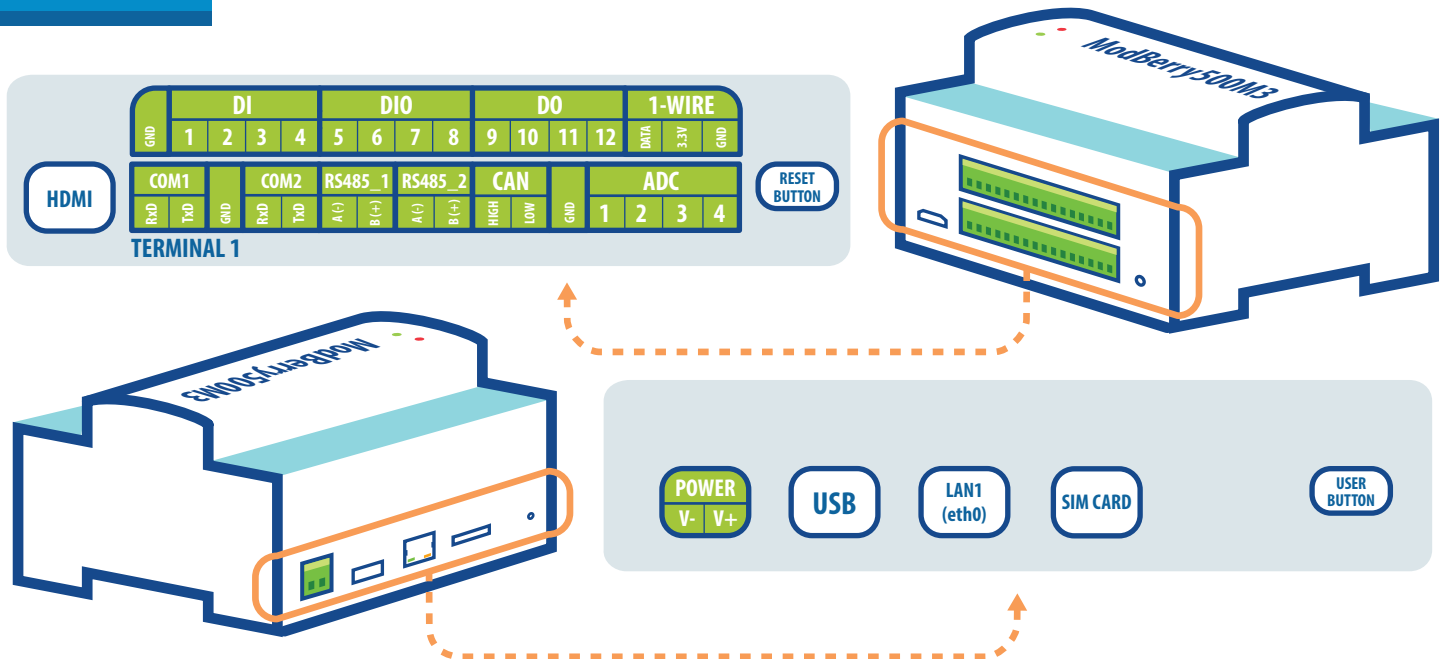 ModBerry500M3
DI DIO DO 1-WIRE
GND 1 2 3 4 5 6 7 8 9 10 11 12 DATA 3.3V GND
HDMI
COM1 GND COM2 RS485_1 RS485_2 CAN GND ADC
RxD TxD RxD TxD A (-) B (+) A (-) B (+) HIGH LOW 1 2 3 4
RESET
BUTTON
TERMINAL 1
ModBerry500M3
POWER
V- V+
USB
LAN1
(eth0)
SIM CARD
USER
BUTTON